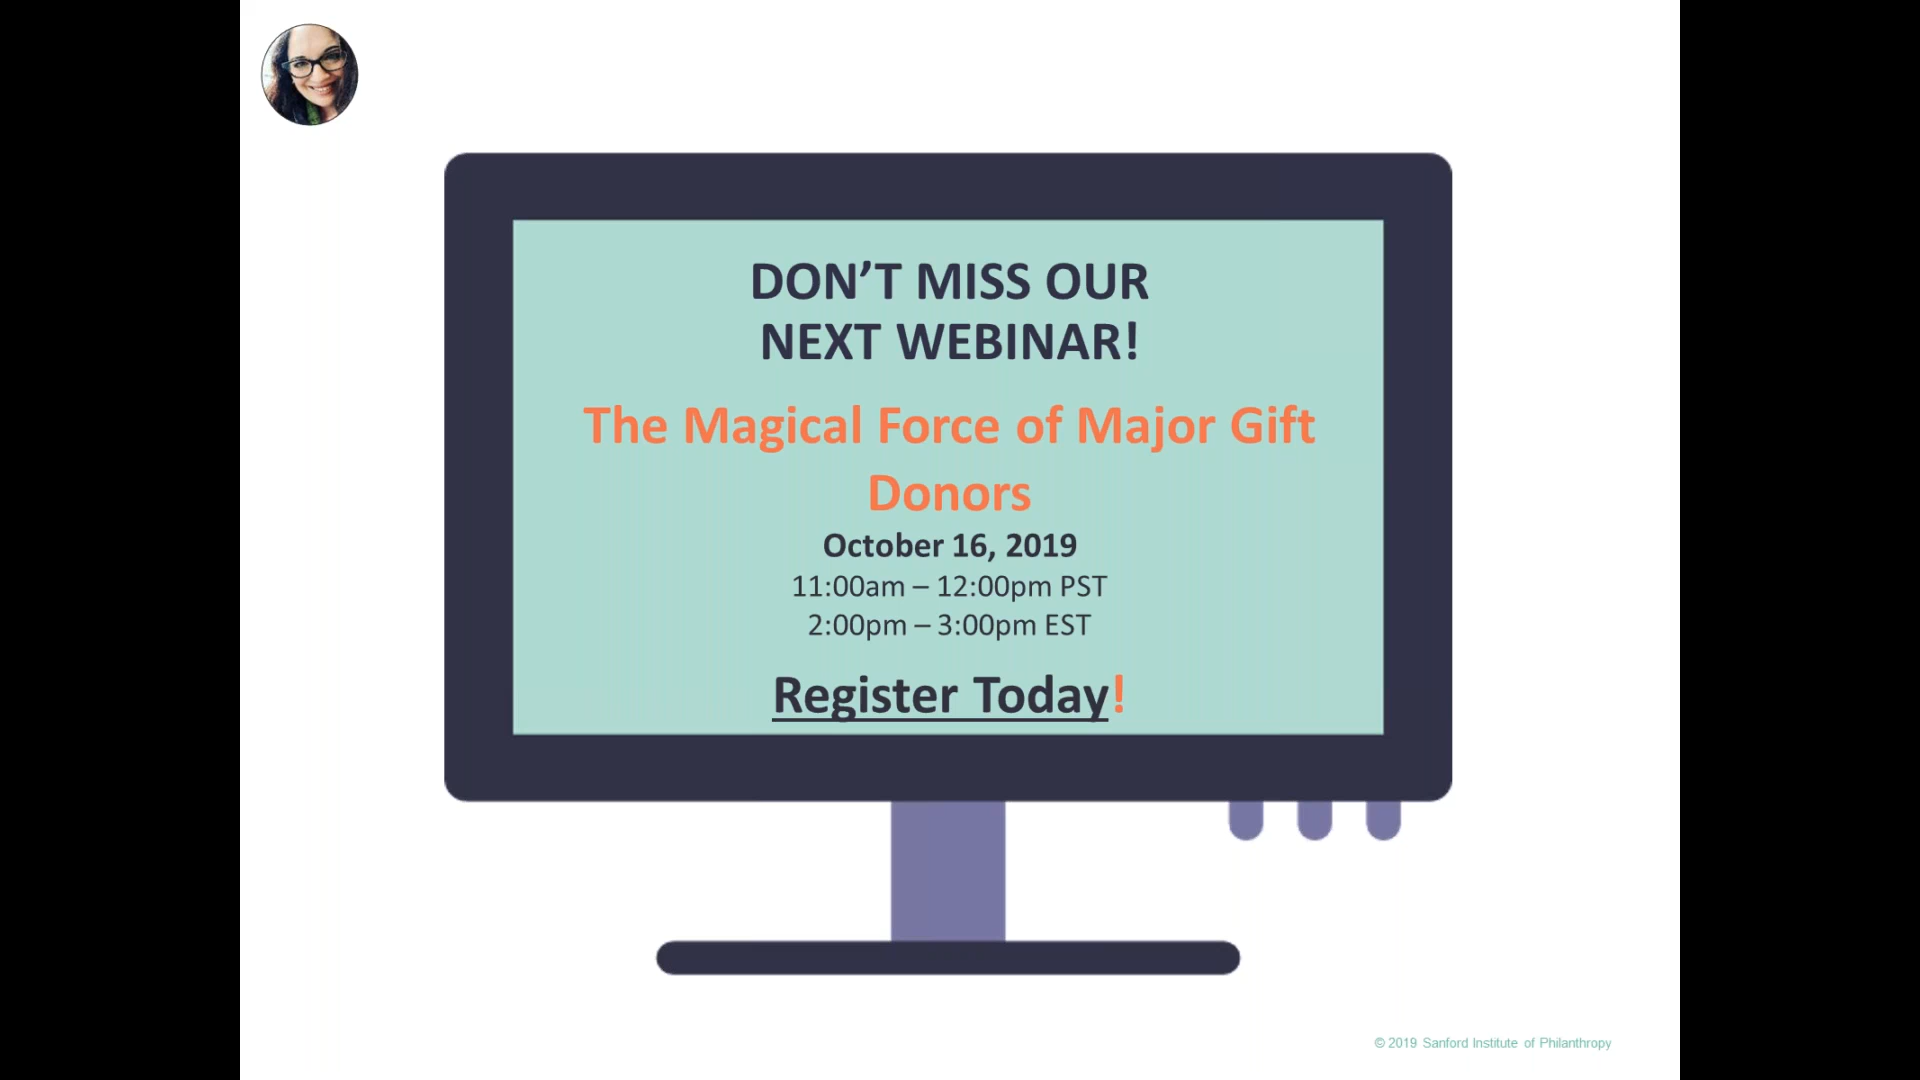 DON’T MISS OUR
NEXT WEBINAR!
The Magical Force of Major Gift
Donors
October 16, 2019
11:00am – 12:00pm PST
2:00pm – 3:00pm EST
Register Today!
© 2019 Sanford Institute of Philanthropy